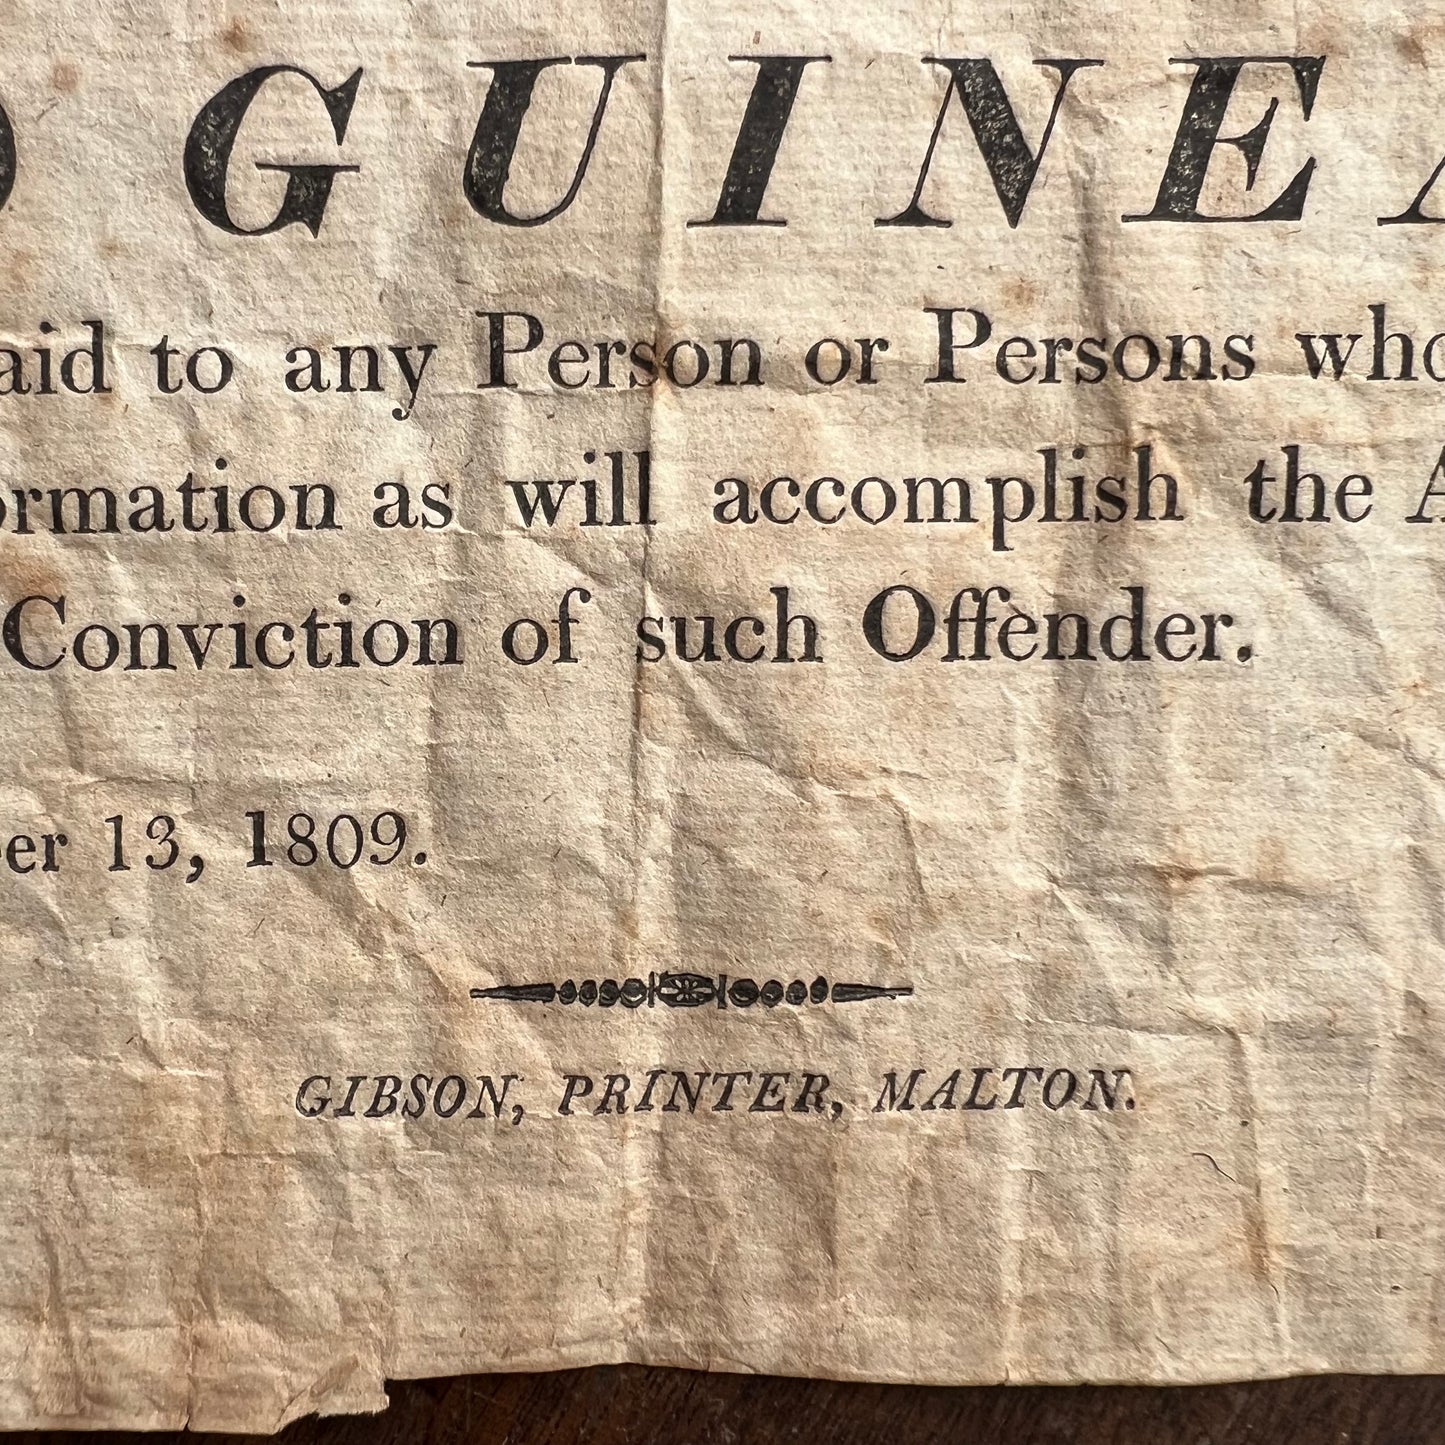 GUINEA
aid to any Person or Persons who
ormation as will accomplish the A
Conviction of such Offender.
er 13, 1809.
GIBSON, PRINTER, MALTON.